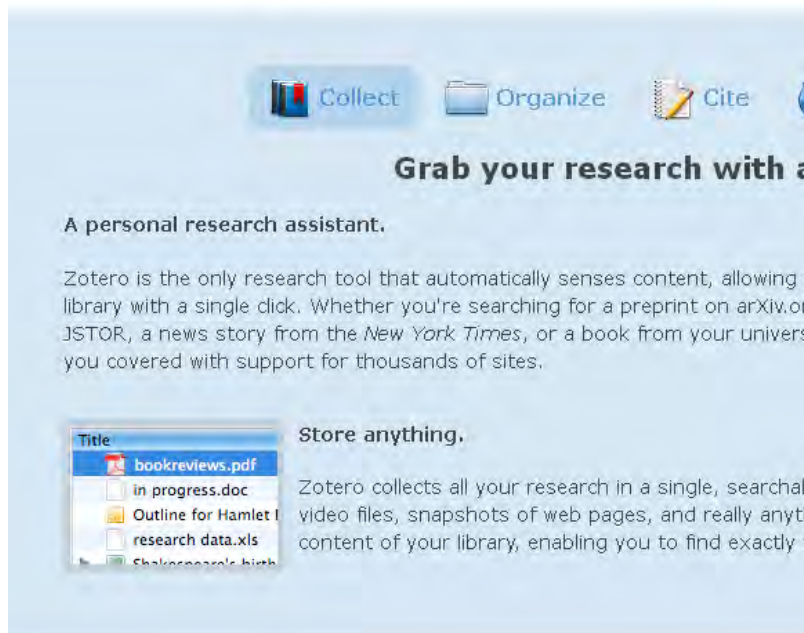 Collect Organize Cite
Grab your research with a
A personal research assistant.
Zotero is the only research tool that automatically senses content, allowing
library with a single click. Whether you're searching for a preprint on arXiv.or
JSTOR, a news story from the New York Times, or a book from your univers
you covered with support for thousands of sites.
Title
bookreviews.pdf
in progress.doc
Outline for Hamlet
research data.xls
Shakespeare's birth
Store anything.
Zotero collects all your research in a single, searchal
video files, snapshots of web pages, and really anyt
content of your library, enabling you to find exactly